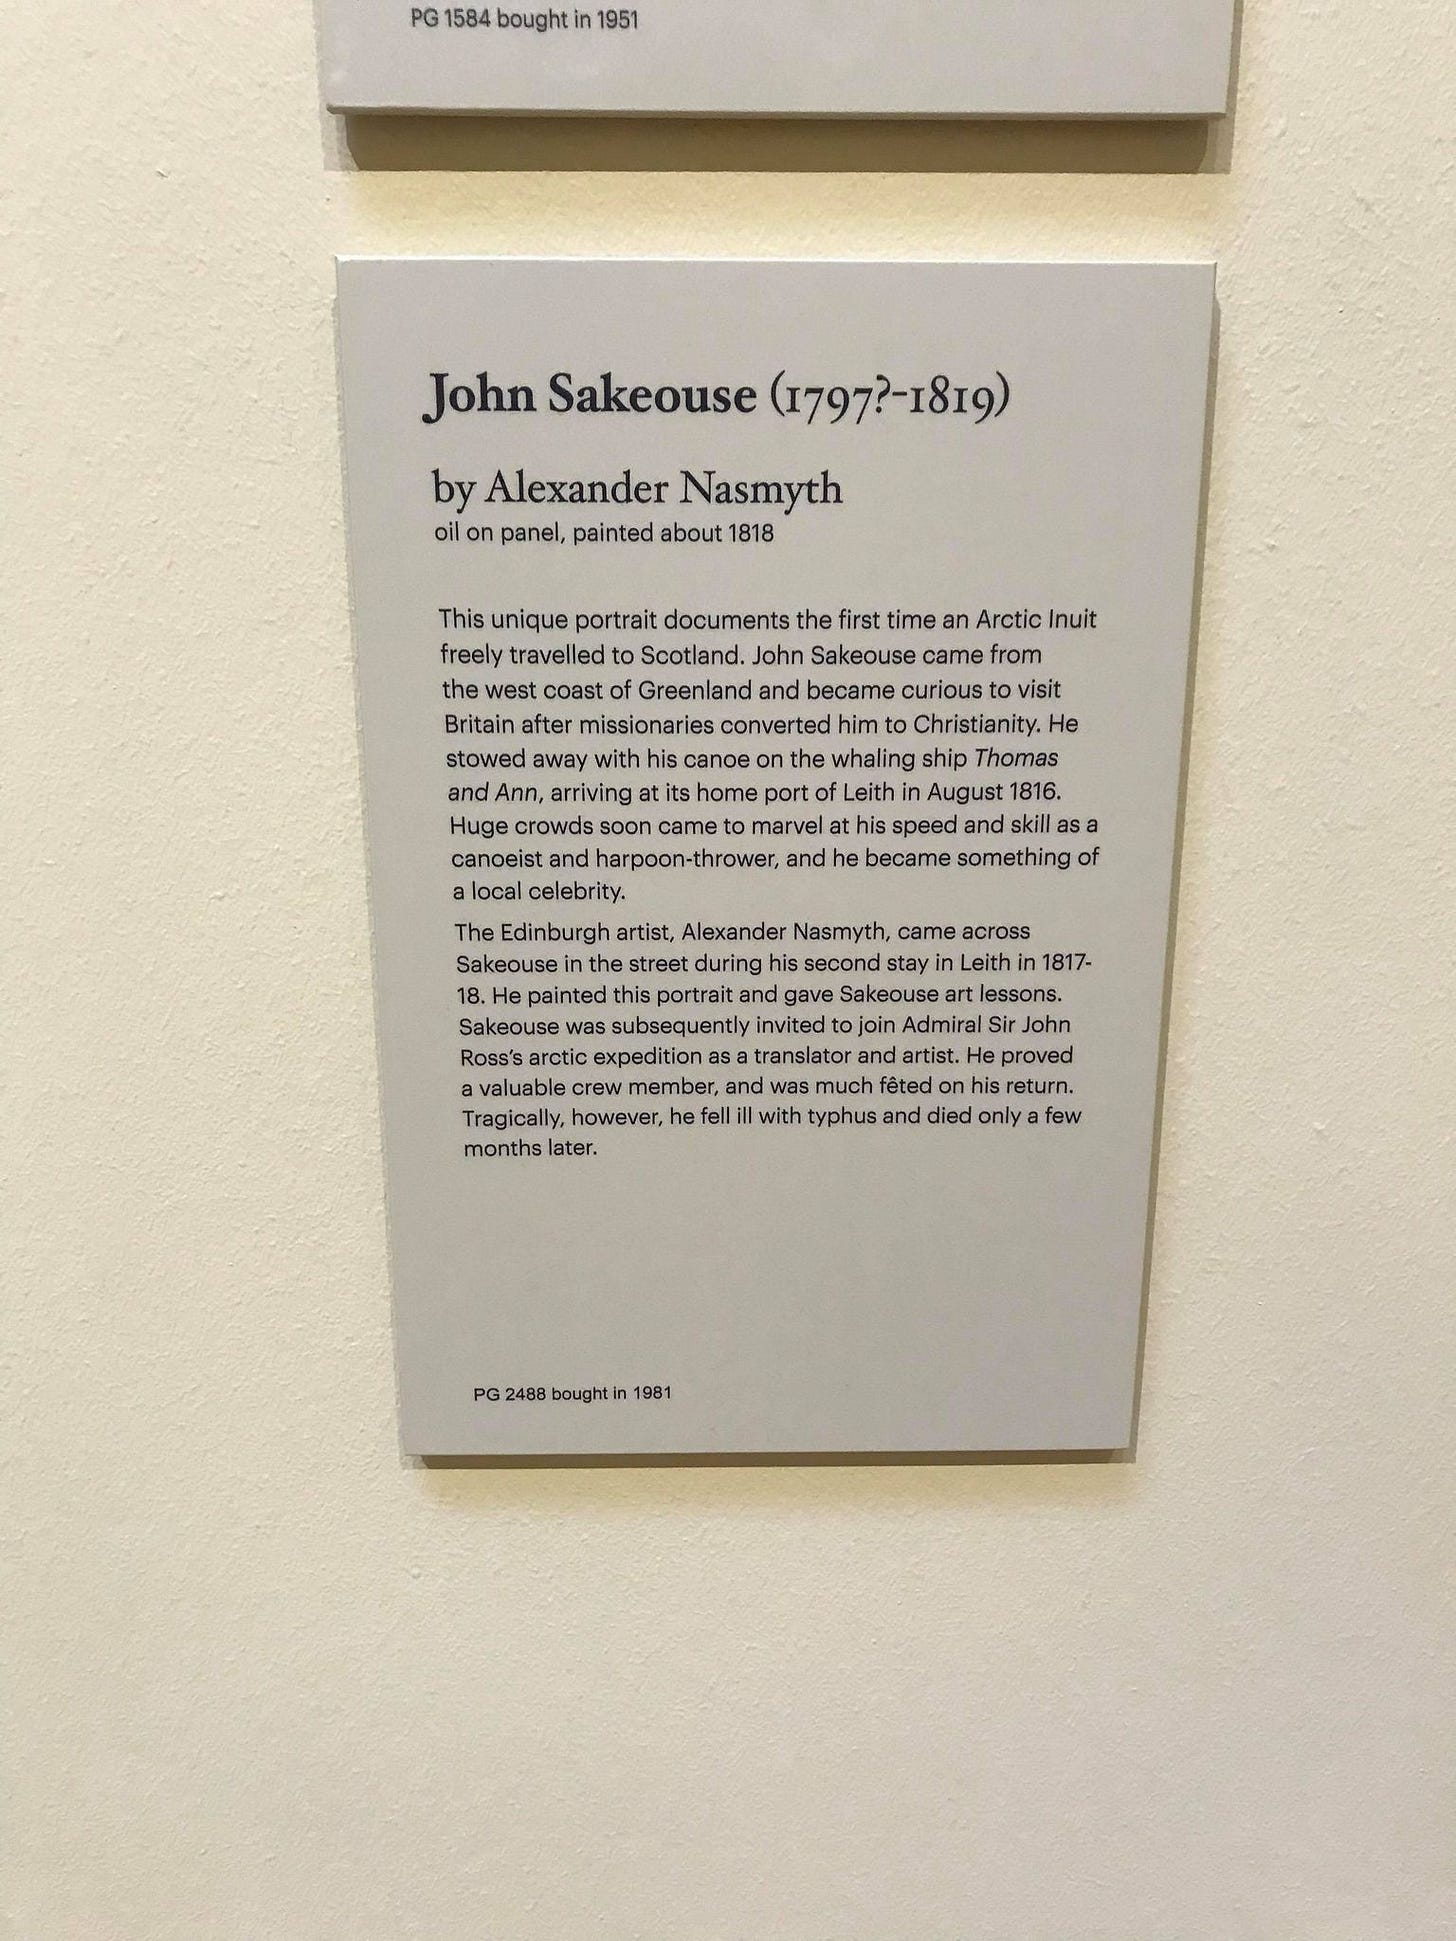 PG 1584 bought in 1951
John Sakeouse (1797?-1819)
by Alexander Nasmyth
oil on panel, painted about 1818
This unique portrait documents the first time an Arctic Inuit
freely travelled to Scotland. John Sakeouse came from
the west coast of Greenland and became curious to visit
Britain after missionaries converted him to Christianity. He
stowed away with his canoe on the whaling ship Thomas
and Ann, arriving at its home port of Leith in August 1816.
Huge crowds soon came to marvel at his speed and skill as a
canoeist and harpoon-thrower, and he became something of
a local celebrity.
The Edinburgh artist, Alexander Nasmyth, came across
Sakeouse in the street during his second stay in Leith in 1817-
18. He painted this portrait and gave Sakeouse art lessons.
Sakeouse was subsequently invited to join Admiral Sir John
Ross's arctic expedition as a translator and artist. He proved
a valuable crew member, and was much fêted on his return.
Tragically, however, he fell ill with typhus and died only a few
months later.
PG 2488 bought in 1981